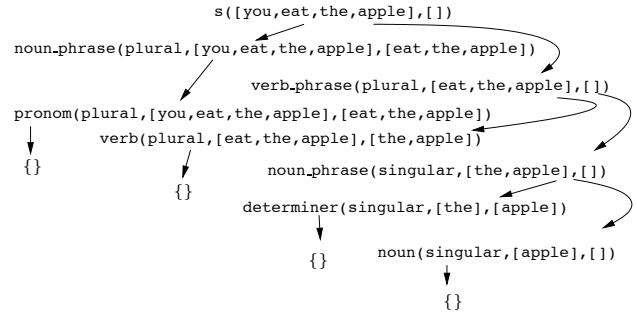 s([you,eat,the,apple],[])
noun_phrase(plural,[you,eat,the,apple],[eat,the,apple])
verb_phrase(plural,[eat,the,apple],[])
pronom(plural,[you,eat,the,apple],[eat,the,apple])
verb(plural,[eat,the,apple],[the,apple])
{}
{}
noun_phrase(singular,[the,apple],[])
determiner(singular,[the],[apple])
{}
noun(singular,[apple],[])
{}